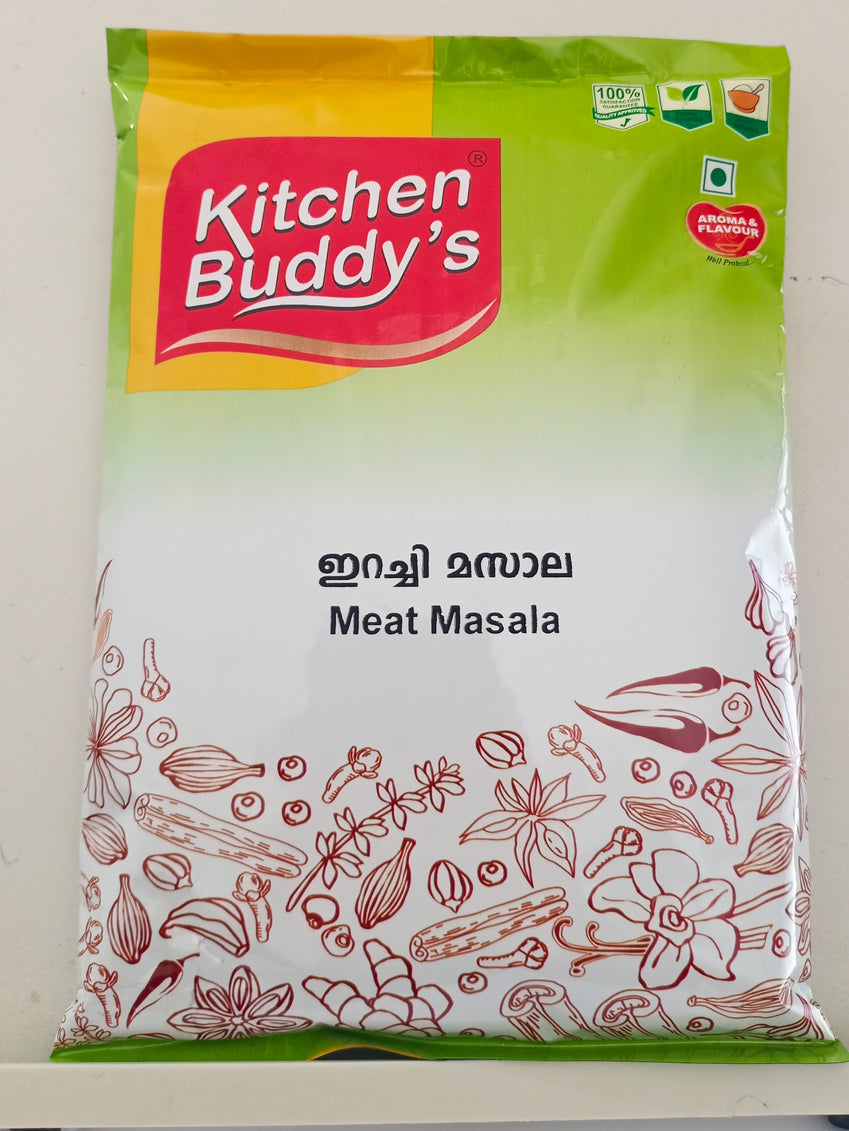 100%
SATISFACTION
GUARANTEE
QUALITY APPROVED
Kitchen
Buddy's
®
AROMA &
FLAVOUR
ഇറച്ചി മസാല
Meat Masala